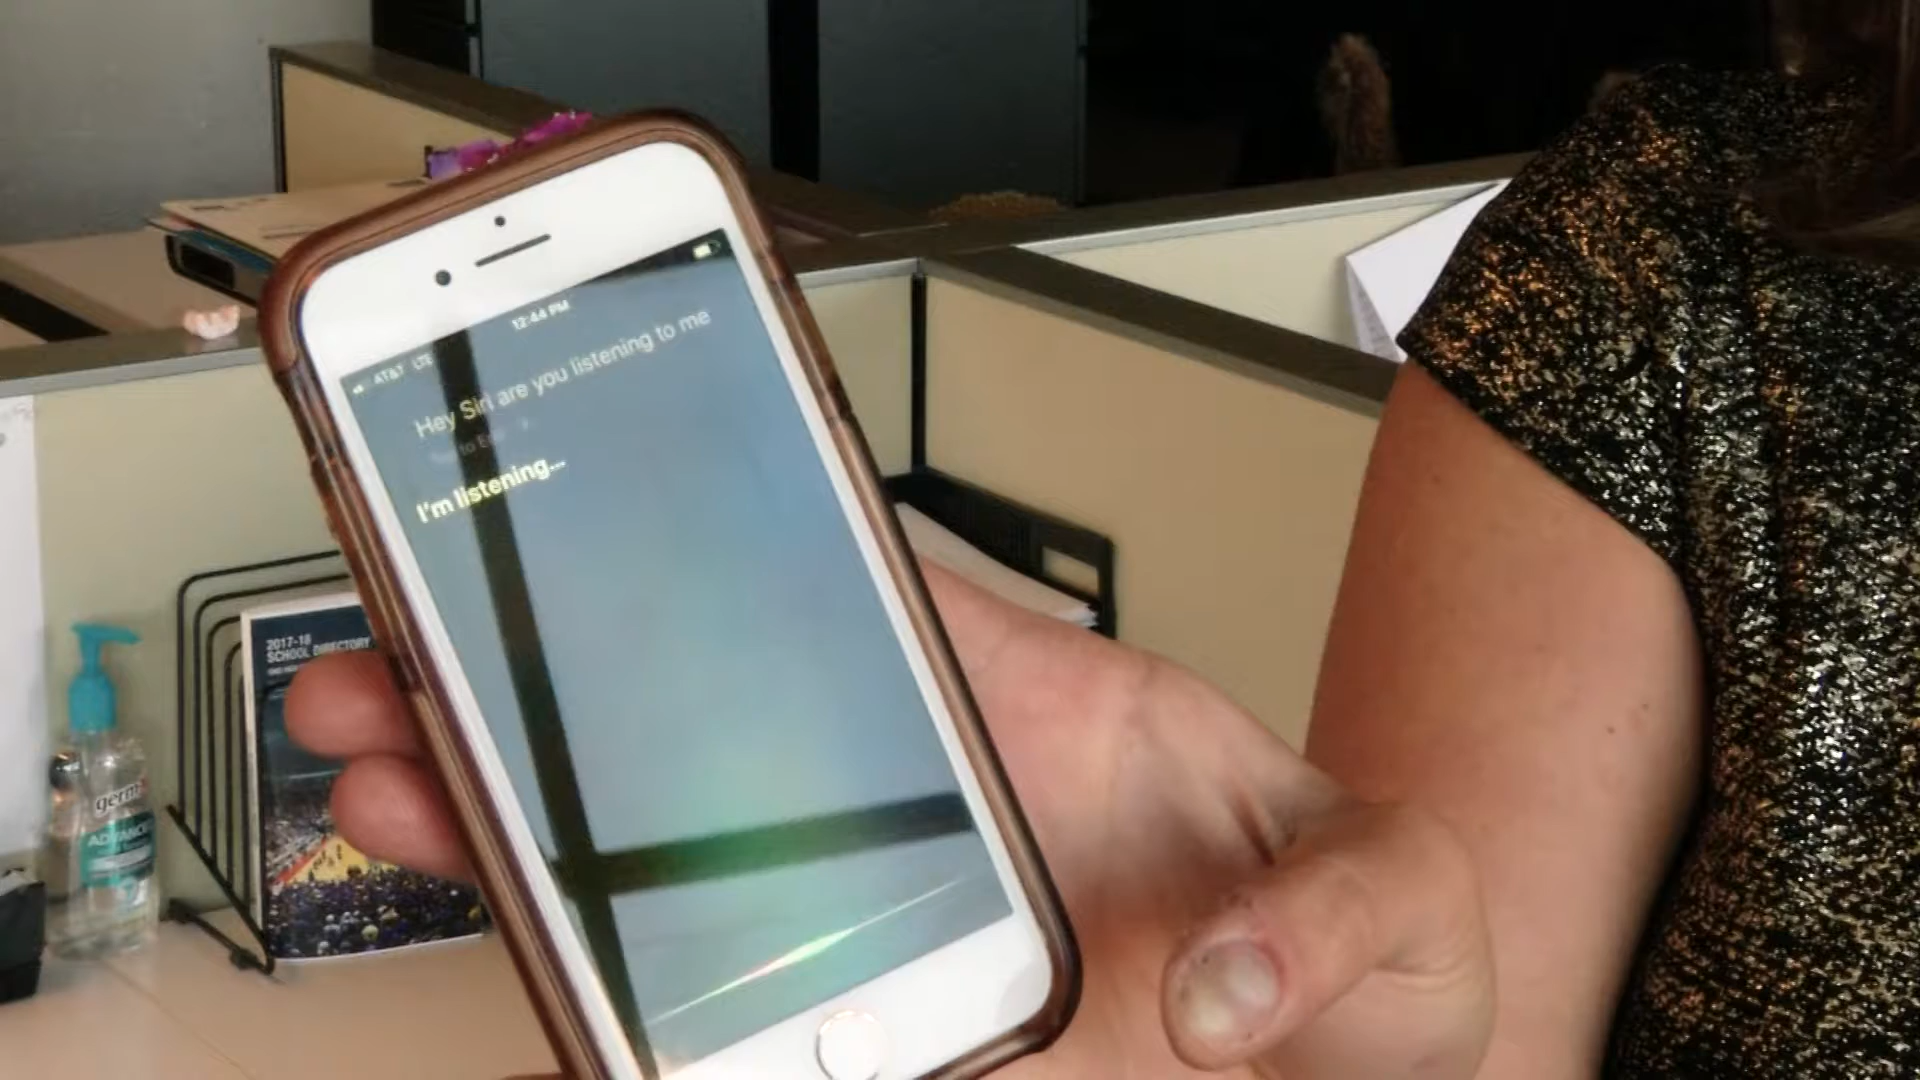 AT&T LTE
12:44 PM
Hey Siri are you listening to me
I'm listening...
2017-18
SCHOOL DIRECTORY
germ
ADVANCED